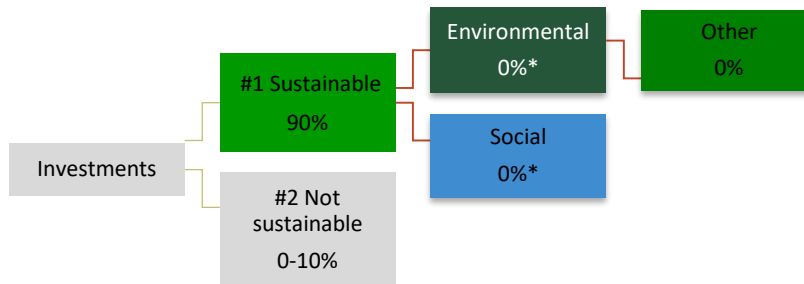 Investments
#1 Sustainable
90%
#2 Not
sustainable
0-10%
Environmental
0%*
Social
0%*
Other
0%